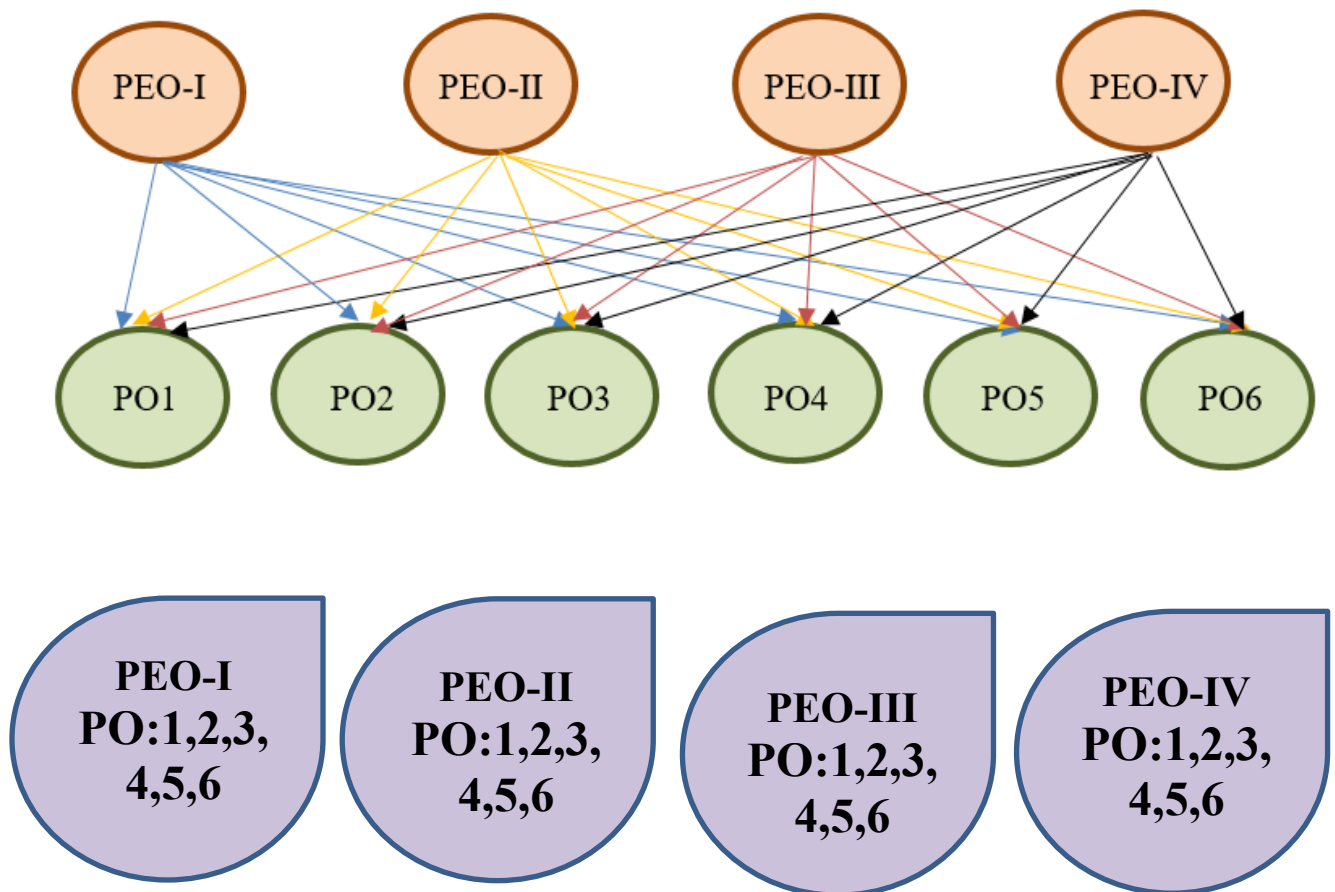 PEO-I
PEO-II
PEO-III
PEO-IV
PO1
PO2
PO3
PO4
PO5
PO6
PEO-I
PO:1,2,3,
4,5,6
PEO-II
PO:1,2,3,
4,5,6
PEO-III
PO:1,2,3,
4,5,6
PEO-IV
PO:1,2,3,
4,5,6